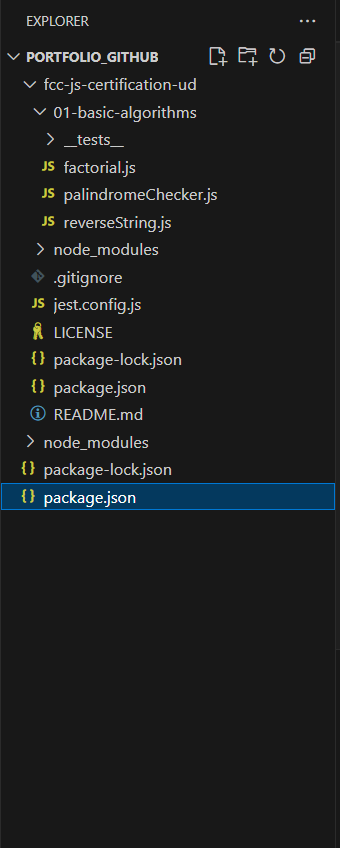 EXPLORER
PORTFOLIO_GITHUB
fcc-js-certification-ud
01-basic-algorithms
__tests__
JS factorial.js
JS palindromeChecker.js
JS reverseString.js
node_modules
.gitignore
JS jest.config.js
LICENSE
{} package-lock.json
{} package.json
README.md
node_modules
{} package-lock.json
{} package.json